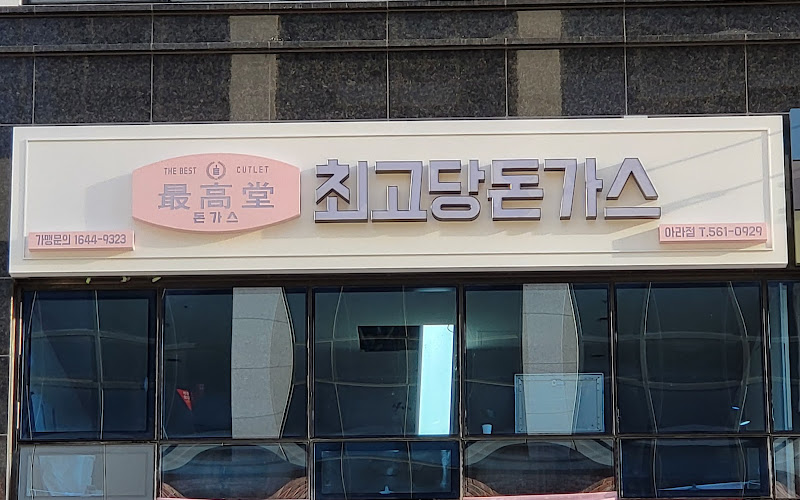 THE BEST CUTLET
最高堂
돈가스
최고당돈가스
가맹문의 1644-9323
아라점 T.561-0929